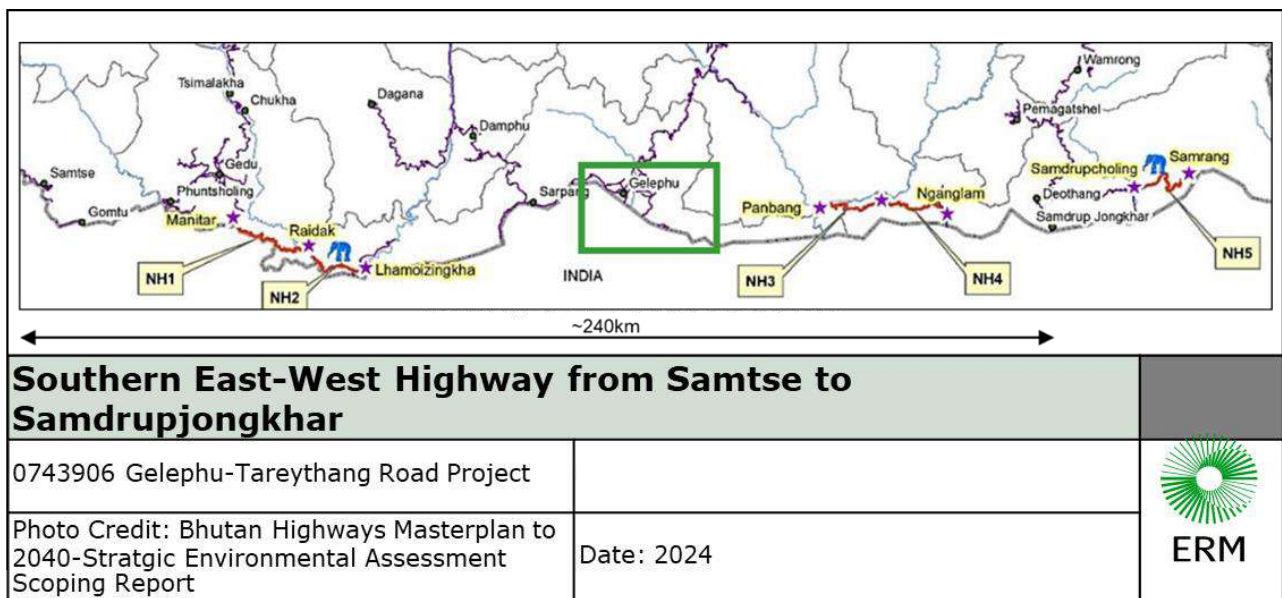 Wamrong
Tsimalakha
Chukha
Dagana
Pemagatshel
Damphu
Gedu
Samdrupcholing
Samrang
Samtse
Phuntsholing
Gelephu
Nganglam
Deothang
Sarpang
Panbang
Gomtu
Manitar
Samdrup Jongkhar
Raidak
Lhamoizingkha
INDIA
NH1
NH2
NH3
NH4
NH5
~240km
Southern East-West Highway from Samtse to
Samdrupjongkhar
0743906 Gelephu-Tareythang Road Project
Photo Credit: Bhutan Highways Masterplan to
2040-Stratgic Environmental Assessment
Scoping Report
Date: 2024
ERM